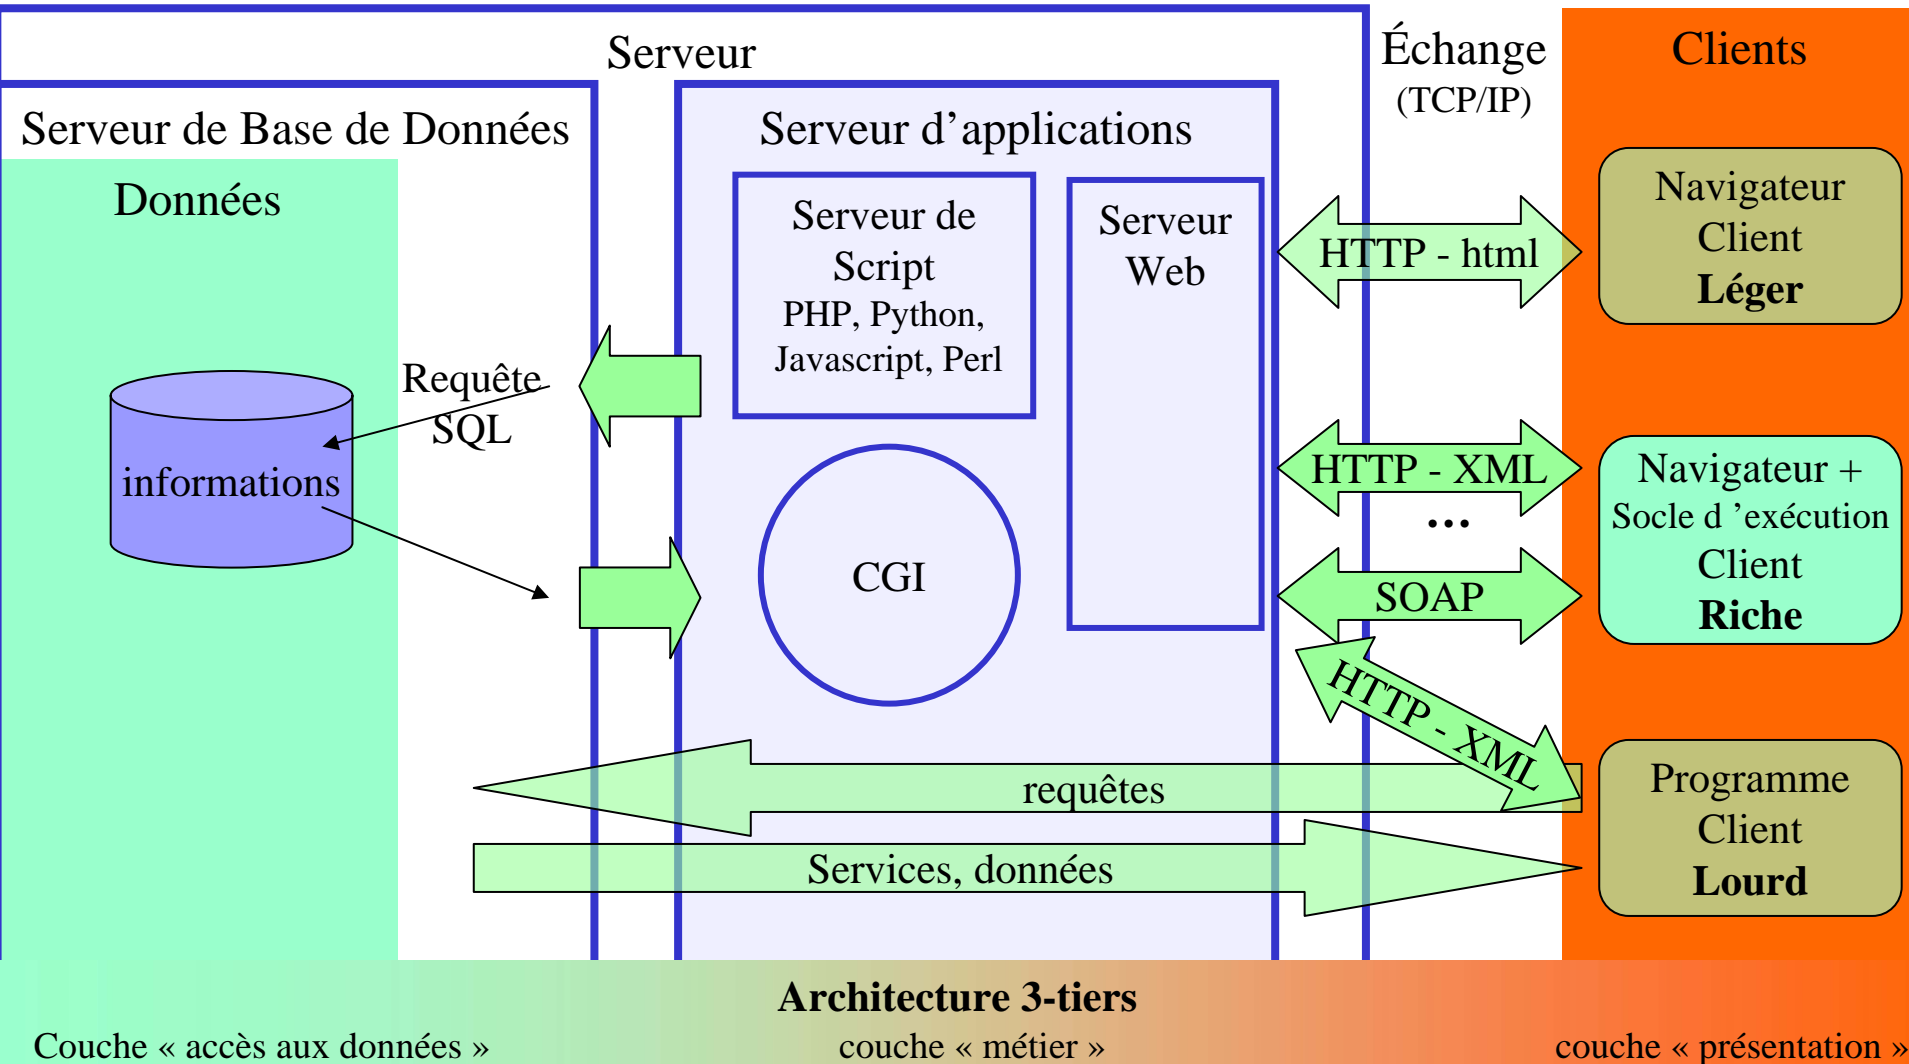 Serveur
Échange
(TCP/IP)
Clients
Serveur de Base de Données
Données
informations
Requête
SQL
Serveur d’applications
Serveur de
Script
PHP, Python,
Javascript, Perl
Serveur
Web
CGI
HTTP - html
HTTP - XML
...
SOAP
HTTP - XML
requêtes
Services, données
Navigateur
Client
Léger
Navigateur +
Socle d ’exécution
Client
Riche
Programme
Client
Lourd
Architecture 3-tiers
Couche « accès aux données »
couche « métier »
couche « présentation »